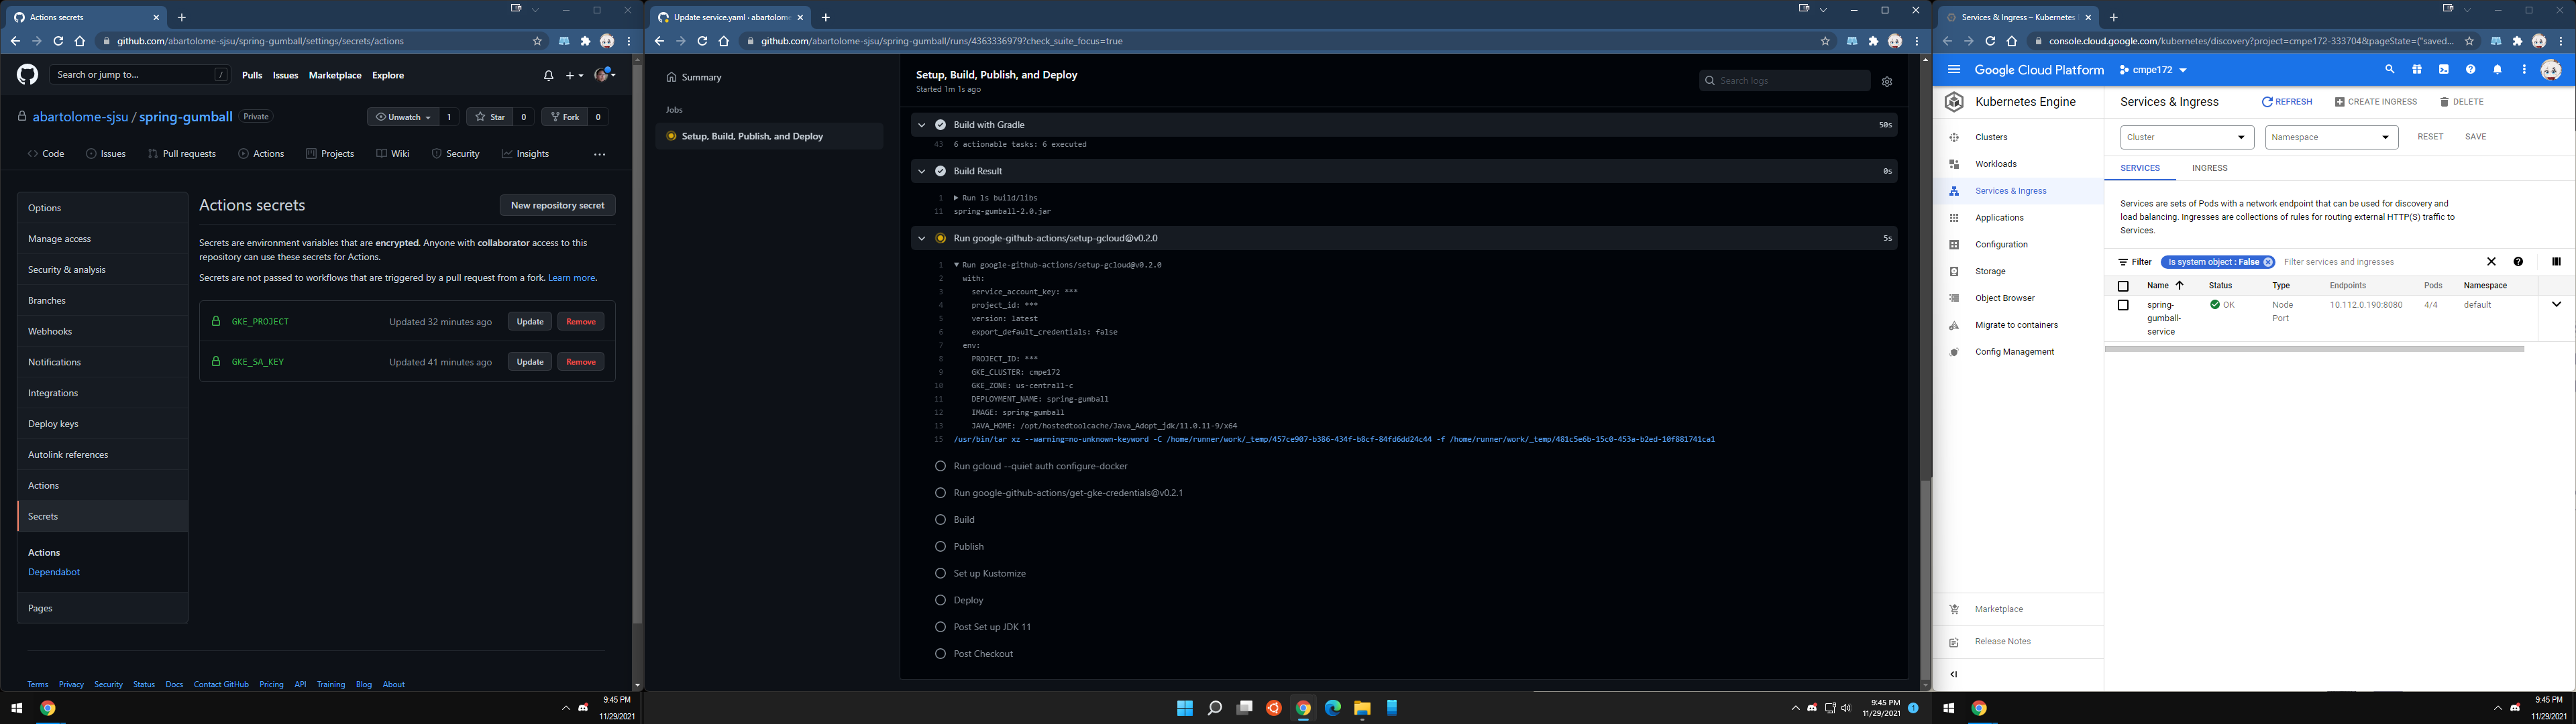 Actions secrets
github.com/abartolome-sjsu/spring-gumball/settings/secrets/actions
Search or jump to...
/
Pulls
Issues
Marketplace
Explore
abartolome-sjsu / spring-gumball
Private
Unwatch
1
Star
0
Fork
0
Code
Issues
Pull requests
Actions
Projects
Wiki
Security
Insights
Options
Manage access
Security & analysis
Branches
Webhooks
Notifications
Integrations
Deploy keys
Autolink references
Actions
Secrets
Actions
Dependabot
Pages
Actions secrets
New repository secret
Secrets are environment variables that are encrypted. Anyone with collaborator access to this
repository can use these secrets for Actions.
Secrets are not passed to workflows that are triggered by a pull request from a fork. Learn more.
GKE_PROJECT
Updated 32 minutes ago
Update
Remove
GKE_SA_KEY
Updated 41 minutes ago
Update
Remove
Terms
Privacy
Security
Status
Docs
Contact GitHub
Pricing
API
Training
Blog
About
9:45 PM
11/29/2021
Update service.yaml · abartolome
github.com/abartolome-sjsu/spring-gumball/runs/4363336979?check_suite_focus=true
Summary
Jobs
Setup, Build, Publish, and Deploy
Setup, Build, Publish, and Deploy
Started 1m 1s ago
Search logs
Build with Gradle
50s
43 6 actionable tasks: 6 executed
Build Result
0s
1 Run ls build/libs
11 spring-gumball-2.0.jar
Run google-github-actions/setup-gcloud@v0.2.0
5s
1 Run google-github-actions/setup-gcloud@v0.2.0
2 with:
3 service_account_key: ***
4 project_id: ***
5 version: latest
6 export_default_credentials: false
7 env:
8 PROJECT_ID: ***
9 GKE_CLUSTER: cmpe172
10 GKE_ZONE: us-central1-c
11 DEPLOYMENT_NAME: spring-gumball
12 IMAGE: spring-gumball
13 JAVA_HOME: /opt/hostedtoolcache/Java_Adopt_jdk/11.0.11-9/x64
15 /usr/bin/tar xz --warning=no-unknown-keyword -C /home/runner/work/_temp/457ce907-b386-434f-b8cf-84fd6dd24c44 -f /home/runner/work/_temp/481c5e6b-15c0-453a-b2ed-10f881741ca1
Run gcloud --quiet auth configure-docker
Run google-github-actions/get-gke-credentials@v0.2.1
Build
Publish
Set up Kustomize
Deploy
Post Set up JDK 11
Post Checkout
9:45 PM
11/29/2021
1
Services & Ingress – Kubernetes
console.cloud.google.com/kubernetes/discovery?project=cmpe172-333704&pageState=("saved...
Google Cloud Platform
cmpe172
Kubernetes Engine
Clusters
Workloads
Services & Ingress
Applications
Configuration
Storage
Object Browser
Migrate to containers
Config Management
Marketplace
Release Notes
Services & Ingress
REFRESH
CREATE INGRESS
DELETE
Cluster
Namespace
RESET
SAVE
SERVICES
INGRESS
Services are sets of Pods with a network endpoint that can be used for discovery and
load balancing. Ingresses are collections of rules for routing external HTTP(S) traffic to
Services.
Filter
Is system object : False
Filter services and ingresses
Name
Status
Type
Endpoints
Pods
Namespace
spring-
gumball-
service
OK
Node
Port
10.112.0.190:8080
4/4
default
9:45 PM
11/29/2021